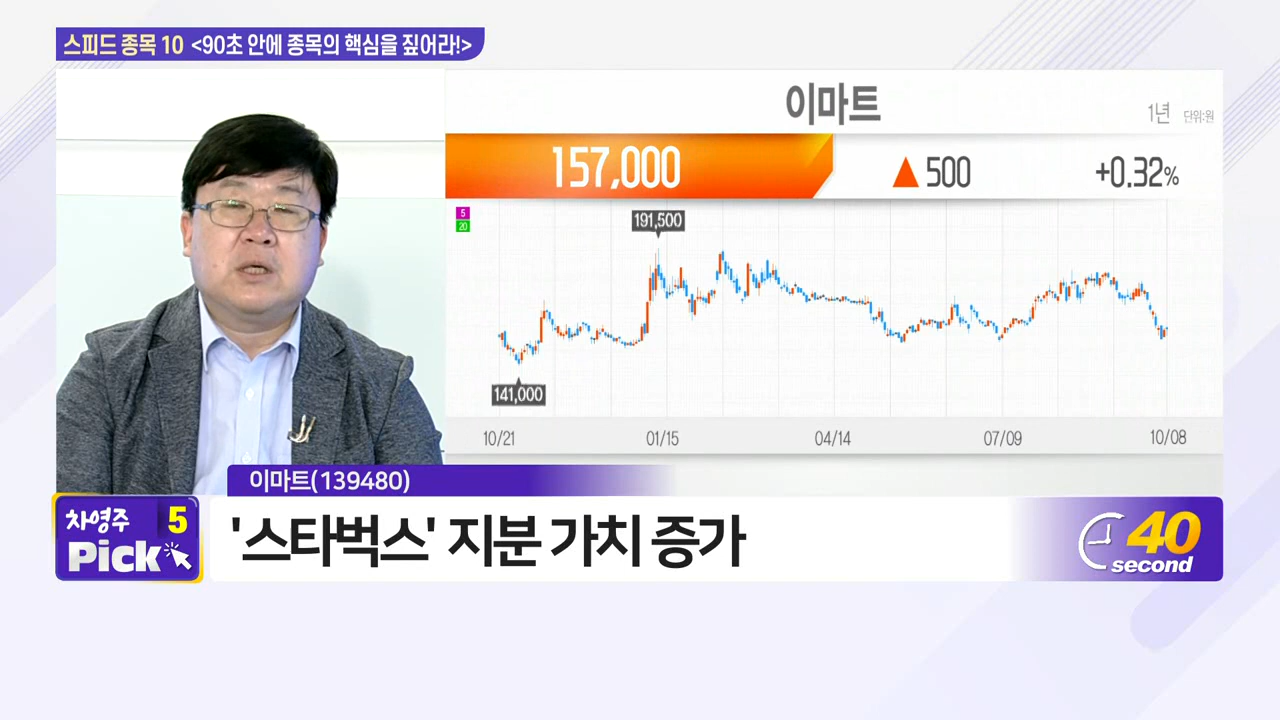 스피드 종목 10 <90초 안에 종목의 핵심을 짚어라!>
이마트
1년 단위:원
157,000 ▲500 +0.32%
5
20
191,500
141,000
10/21 01/15 04/14 07/09 10/08
이마트(139480)
차영주 5
Pick
'스타벅스' 지분 가치 증가
40
second